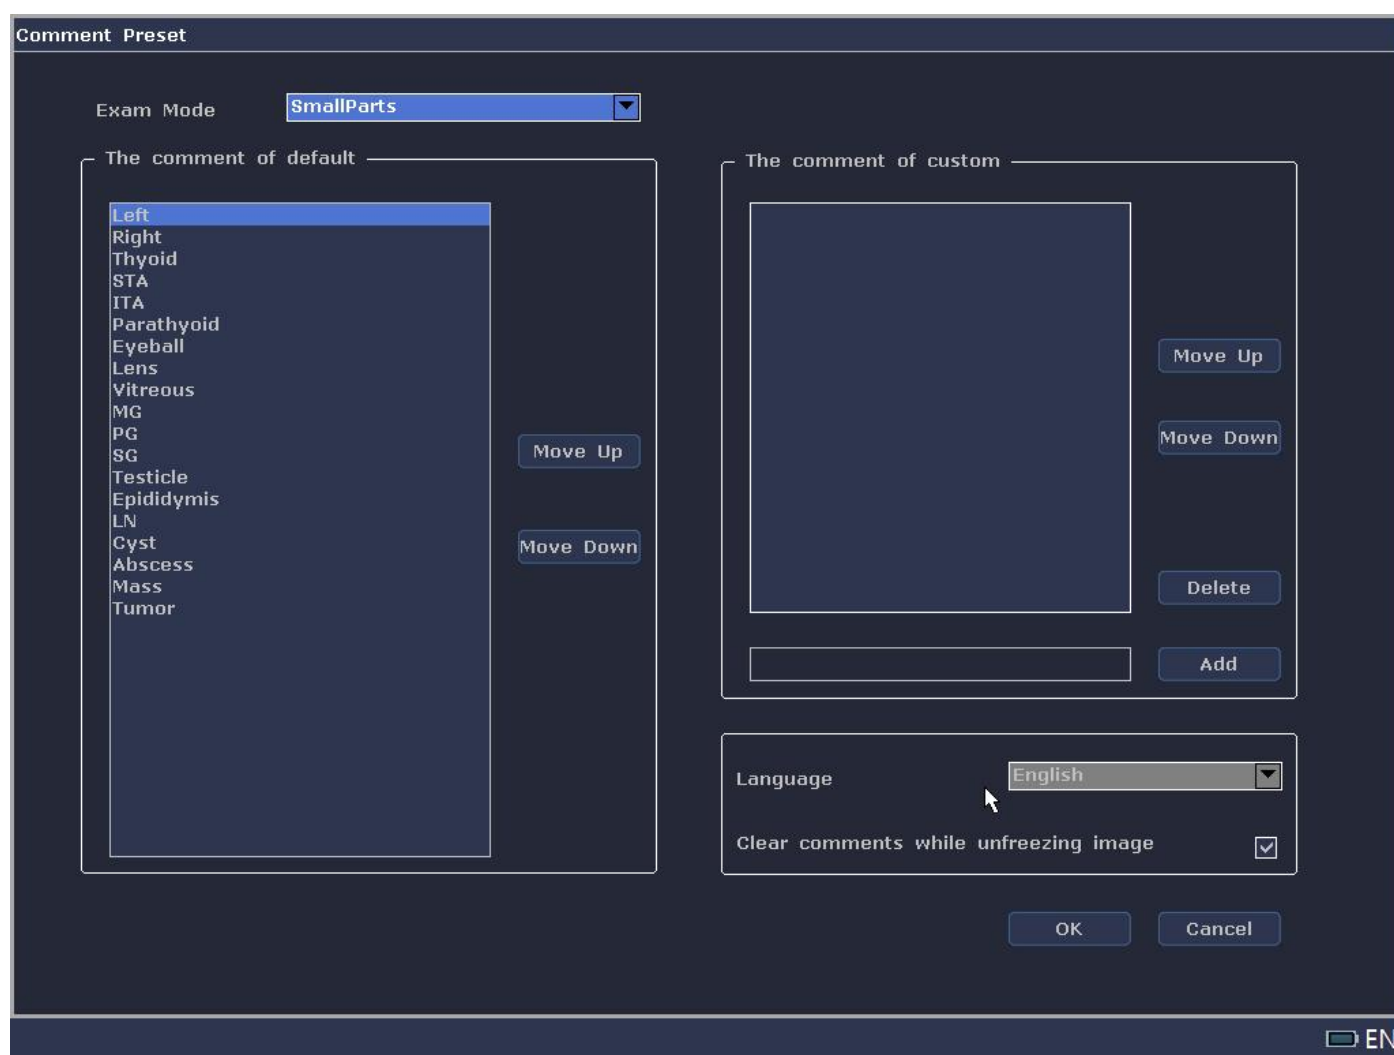 Comment Preset
Exam Mode
SmallParts
The comment of default
Left
Right
Thyoid
STA
ITA
Parathyoid
Eyeball
Lens
Vitreous
MG
PG
SG
Testicle
Epididymis
LN
Cyst
Abscess
Mass
Tumor
Move Up
Move Down
The comment of custom
Move Up
Move Down
Delete
Add
Language
English
Clear comments while unfreezing image
OK
Cancel
EN